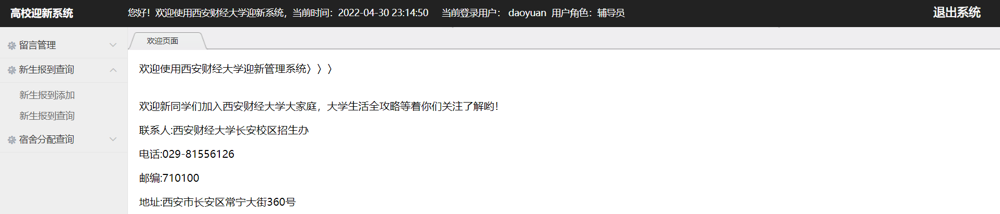 高校迎新系统
您好！欢迎使用西安财经大学迎新系统，当前时间：2022-04-30 23:14:50 当前登录用户： daoyuan 用户角色：辅导员
退出系统
留言管理
新生报到查询
新生报到添加
新生报到查询
宿舍分配查询
欢迎页面
欢迎使用西安财经大学迎新管理系统〉〉〉
欢迎新同学们加入西安财经大学大家庭，大学生活全攻略等着你们关注了解哟！
联系人:西安财经大学长安校区招生办
电话:029-81556126
邮编:710100
地址:西安市长安区常宁大街360号